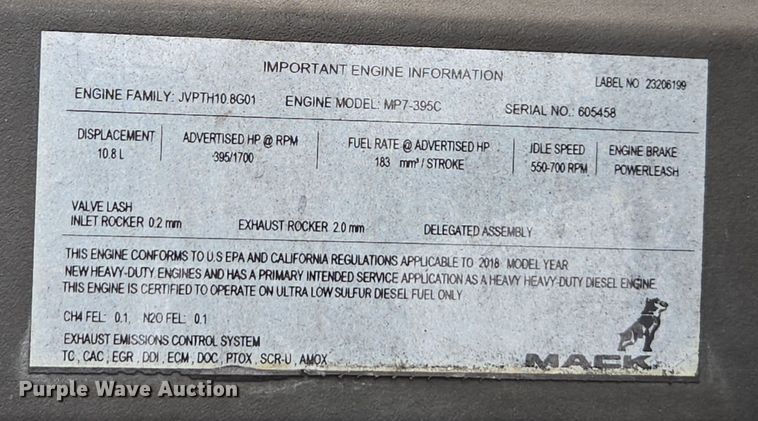 IMPORTANT ENGINE INFORMATION
LABEL NO 23206199
ENGINE FAMILY: JVPTH10.8G01 ENGINE MODEL: MP7-395C SERIAL NO.: 605458
DISPLACEMENT ADVERTISED HP @ RPM FUEL RATE @ ADVERTISED HP IDLE SPEED ENGINE BRAKE
10.8 L 395/1700 183 mm³ / STROKE 550-700 RPM POWERLEASH
VALVE LASH
INLET ROCKER 0.2 mm EXHAUST ROCKER 2.0 mm DELEGATED ASSEMBLY
THIS ENGINE CONFORMS TO U.S EPA AND CALIFORNIA REGULATIONS APPLICABLE TO 2018 MODEL YEAR
NEW HEAVY-DUTY ENGINES AND HAS A PRIMARY INTENDED SERVICE APPLICATION AS A HEAVY HEAVY-DUTY DIESEL ENGINE
THIS ENGINE IS CERTIFIED TO OPERATE ON ULTRA LOW SULFUR DIESEL FUEL ONLY
CH4 FEL: 0.1, N2O FEL: 0.1
EXHAUST EMISSIONS CONTROL SYSTEM
TC , CAC , EGR , DDI , ECM , DOC , PTOX , SCR-U , AMOX
MACK
Purple Wave Auction